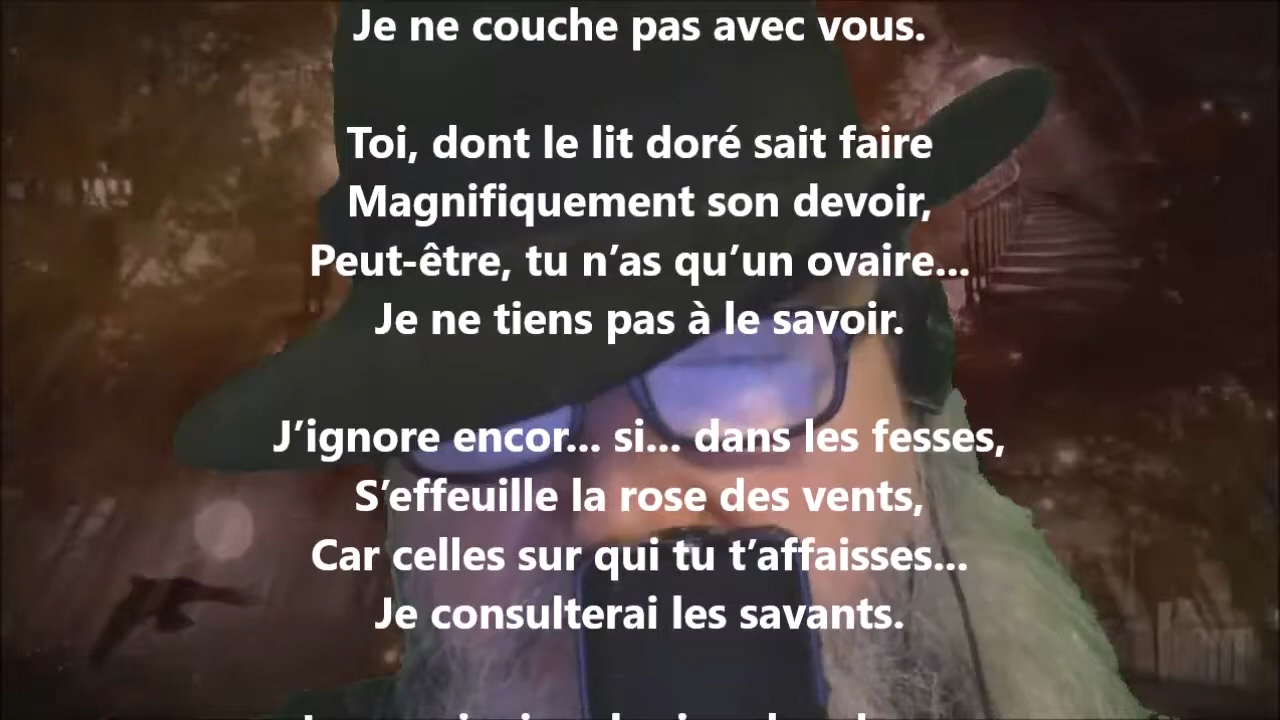 Je ne couche pas avec vous.
Toi, dont le lit doré sait faire
Magnifiquement son devoir,
Peut-être, tu n’as qu’un ovaire...
Je ne tiens pas à le savoir.
J’ignore encor... si... dans les fesses,
S’effeuille la rose des vents,
Car celles sur qui tu t’affaisses...
Je consulterai les savants.